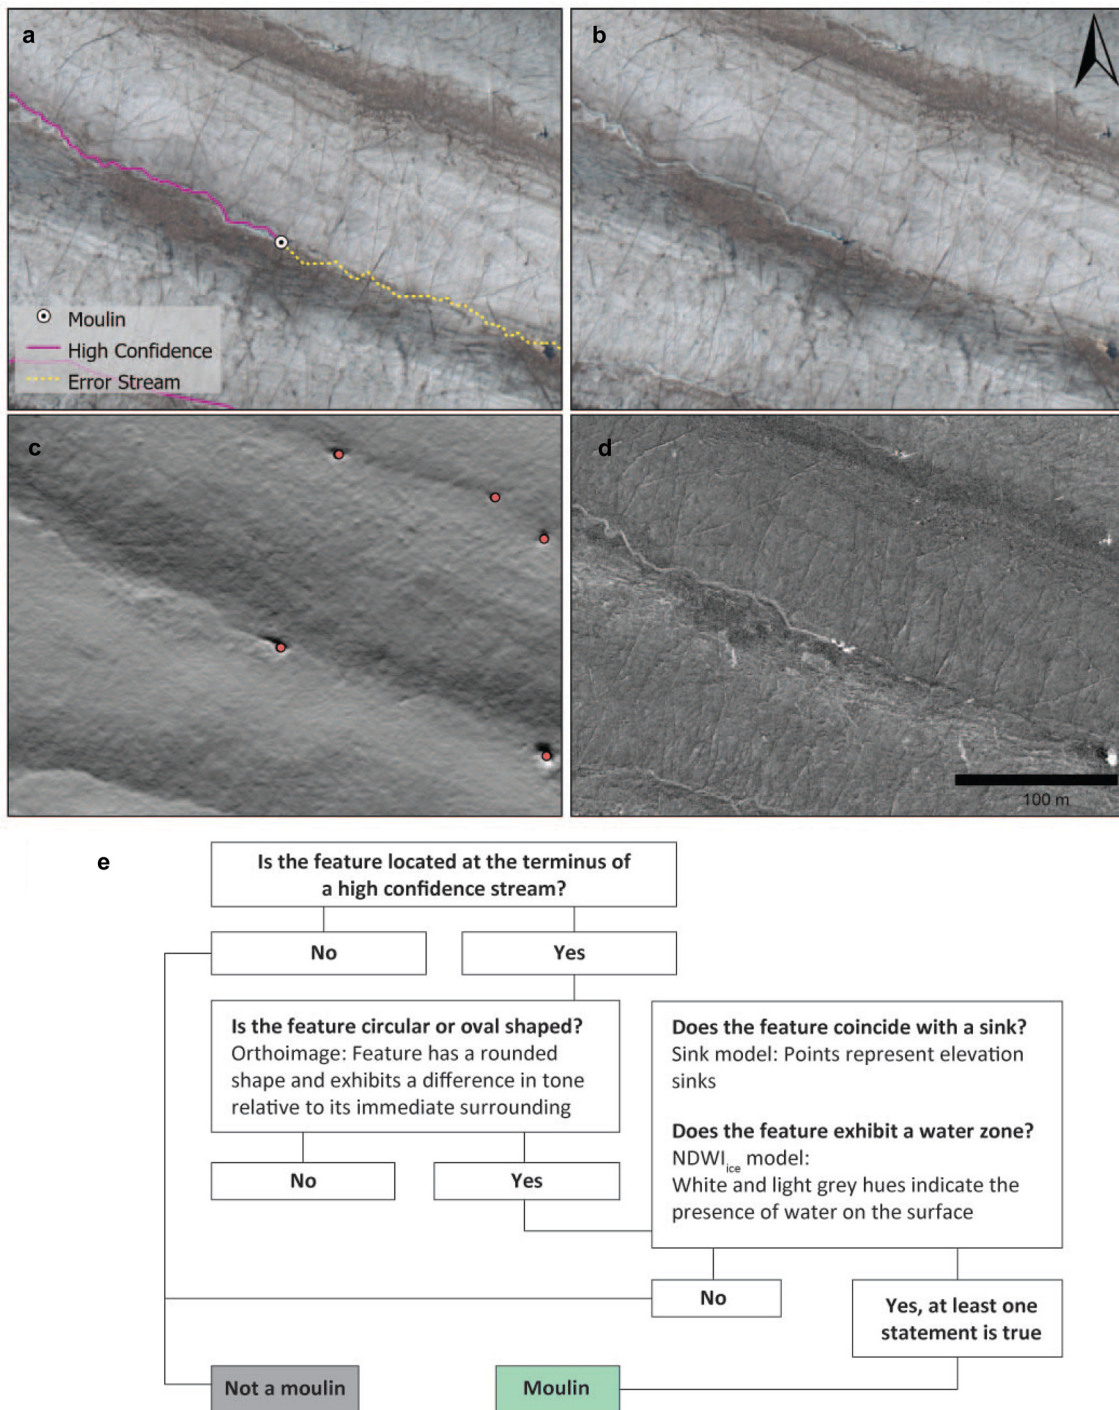 a
b
Moulin
High Confidence
Error Stream
c
d
100 m
e
Is the feature located at the terminus of
a high confidence stream?
No
Yes
Is the feature circular or oval shaped?
Orthoimage: Feature has a rounded
shape and exhibits a difference in tone
relative to its immediate surrounding
Does the feature coincide with a sink?
Sink model: Points represent elevation
sinks
Does the feature exhibit a water zone?
NDWIice model:
White and light grey hues indicate the
presence of water on the surface
No
Yes
No
Yes, at least one
statement is true
Not a moulin
Moulin